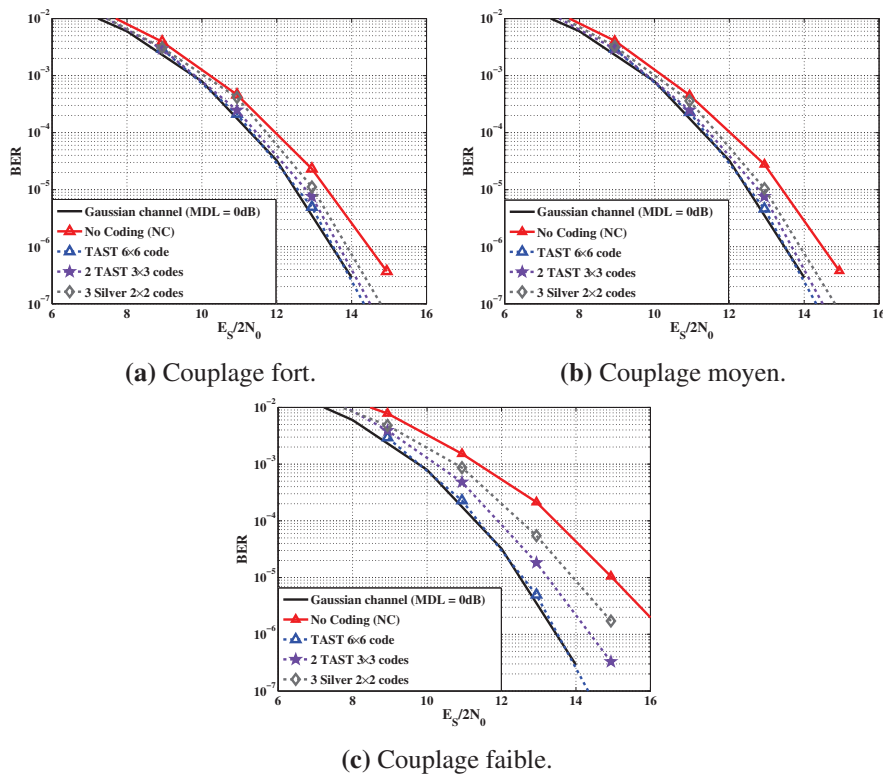 10^-2
10^-3
10^-4
10^-5
10^-6
10^-7
BER
Gaussian channel (MDL = 0dB)
No Coding (NC)
TAST 6×6 code
2 TAST 3×3 codes
3 Silver 2×2 codes
6 8 10 12 14 16
E_S/2N_0
(a) Couplage fort.
10^-2
10^-3
10^-4
10^-5
10^-6
10^-7
BER
Gaussian channel (MDL = 0dB)
No Coding (NC)
TAST 6×6 code
2 TAST 3×3 codes
3 Silver 2×2 codes
6 8 10 12 14 16
E_S/2N_0
(b) Couplage moyen.
10^-2
10^-3
10^-4
10^-5
10^-6
10^-7
BER
Gaussian channel (MDL = 0dB)
No Coding (NC)
TAST 6×6 code
2 TAST 3×3 codes
3 Silver 2×2 codes
6 8 10 12 14 16
E_S/2N_0
(c) Couplage faible.